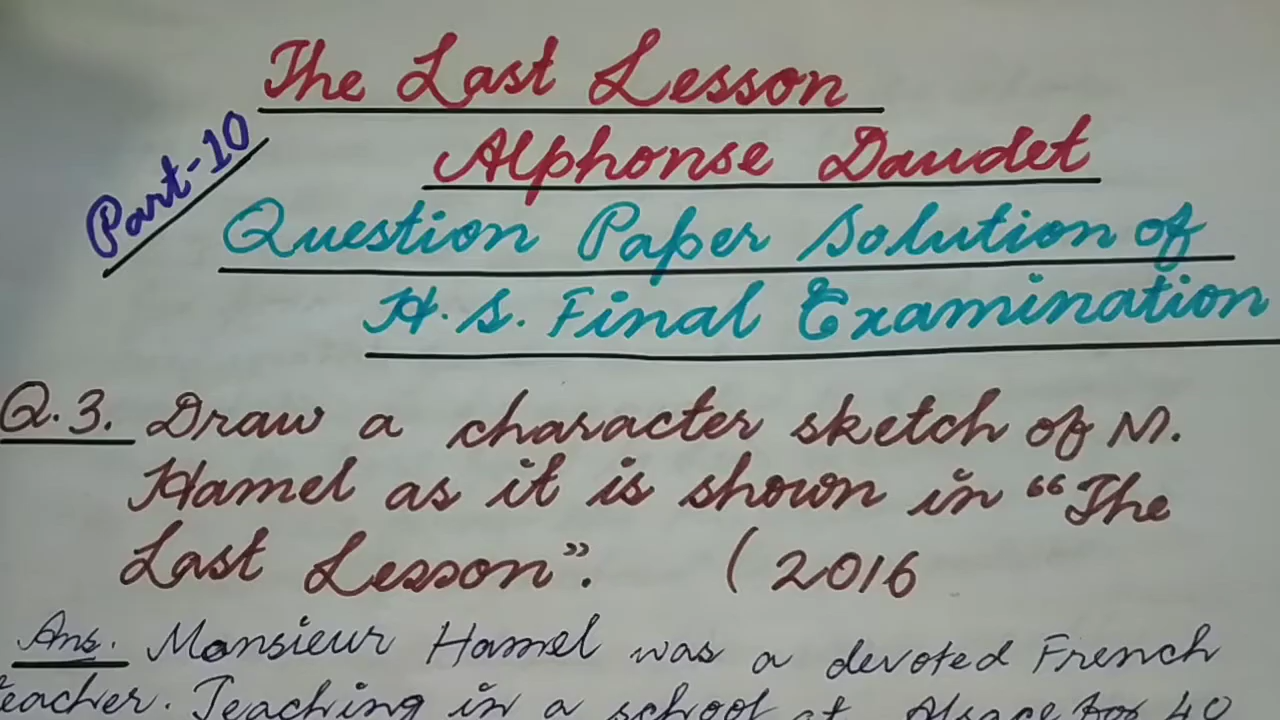 The Last Lesson
Alphonse Daudet
Part-10
Question Paper Solution of
H.S. Final Examination
Q.3. Draw a character sketch of M.
Hamel as it is shown in “The
Last Lesson”. (2016
Ans. Monsieur Hamel was a devoted French
teacher. Teaching in a school at Alsace for 40